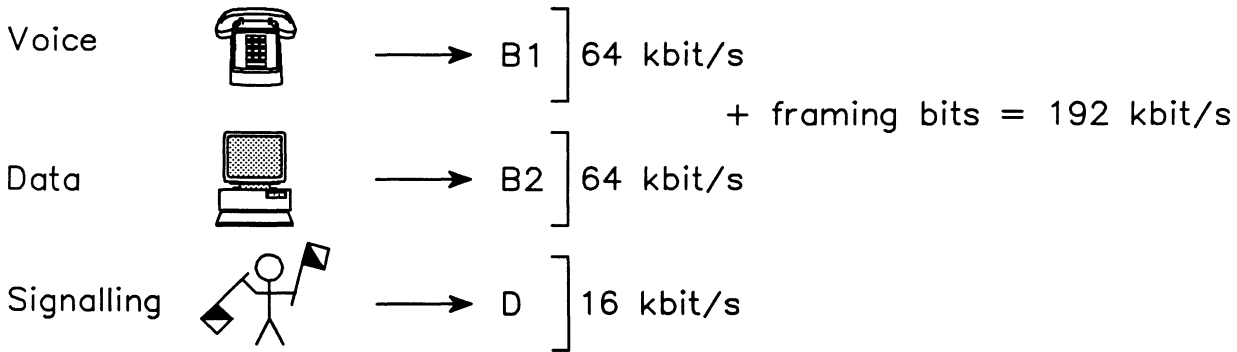 Voice B1 64 kbit/s
+ framing bits = 192 kbit/s
Data B2 64 kbit/s
Signalling D 16 kbit/s